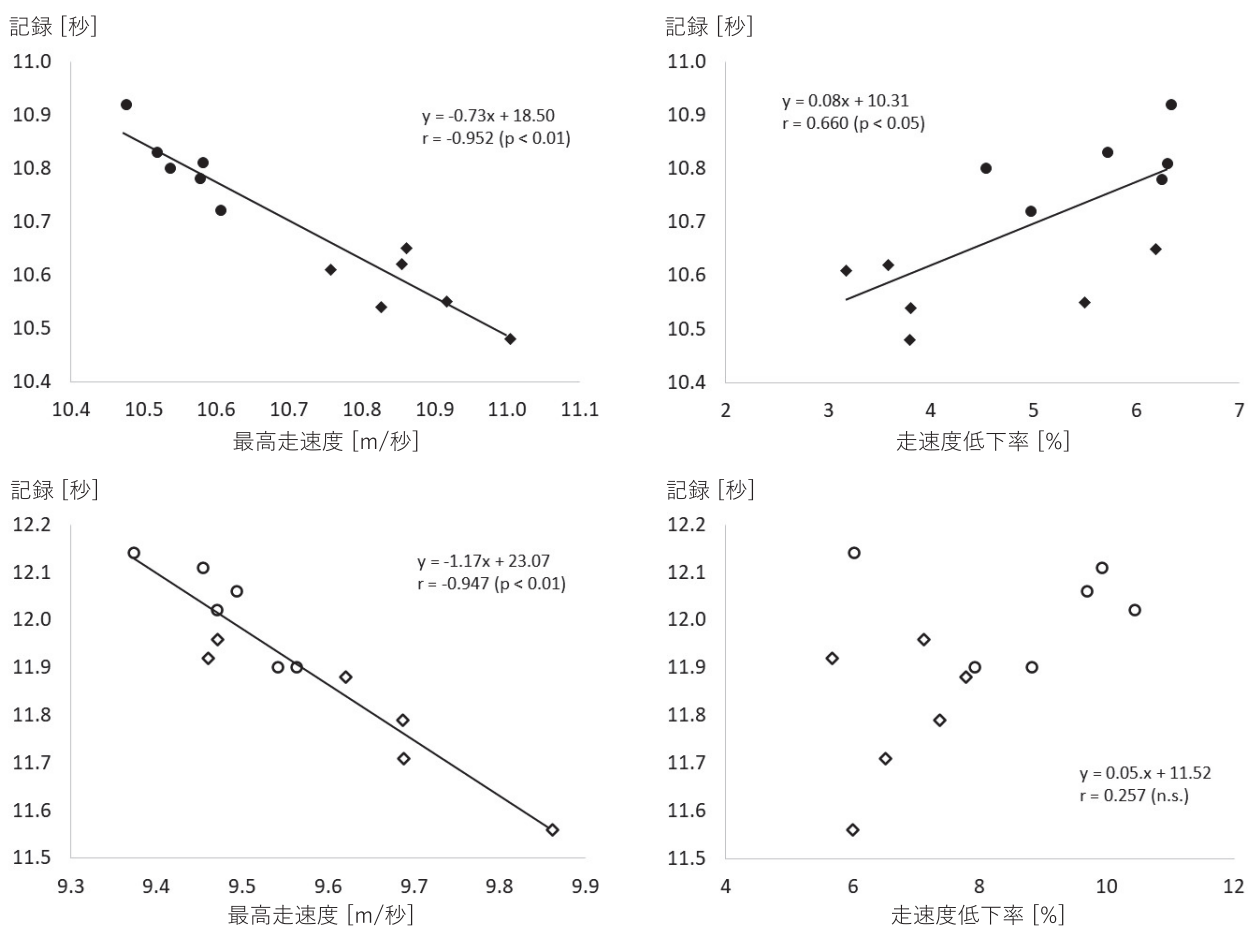 記録 [秒]
11.0
10.9
10.8
10.7
10.6
10.5
10.4
y = -0.73x + 18.50
r = -0.952 (p < 0.01)
10.4 10.5 10.6 10.7 10.8 10.9 11.0 11.1
最高走速度 [m/秒]
記録 [秒]
11.0
10.9
10.8
10.7
10.6
10.5
10.4
y = 0.08x + 10.31
r = 0.660 (p < 0.05)
2 3 4 5 6 7
走速度低下率 [%]
記録 [秒]
12.2
12.1
12.0
11.9
11.8
11.7
11.6
11.5
y = -1.17x + 23.07
r = -0.947 (p < 0.01)
9.3 9.4 9.5 9.6 9.7 9.8 9.9
最高走速度 [m/秒]
記録 [秒]
12.2
12.1
12.0
11.9
11.8
11.7
11.6
11.5
y = 0.05.x + 11.52
r = 0.257 (n.s.)
4 6 8 10 12
走速度低下率 [%]